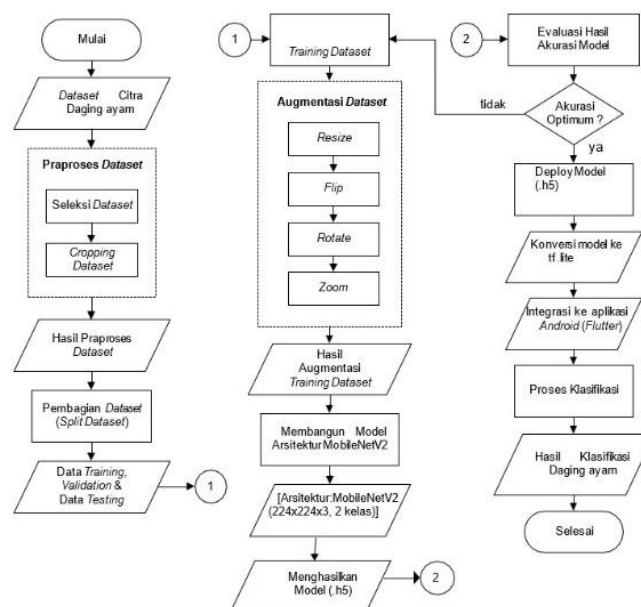 Mulai
Dataset Citra
Daging ayam
Praproses Dataset
Seleksi Dataset
Cropping
Dataset
Hasil Praproses
Dataset
Pembagian Dataset
(Split Dataset)
Data Training,
Validation &
Data Testing
1
1
Training Dataset
Augmentasi Dataset
Resize
Flip
Rotate
Zoom
Hasil
Augmentasi
Training Dataset
Membangun Model
Arsitektur MobileNetV2
[Arsitektur:MobileNetV2
(224x224x3, 2 kelas)]
Menghasilkan
Model (.h5)
2
2
Evaluasi Hasil
Akurasi Model
Akurasi
Optimum ?
tidak
ya
Deploy Model
(.h5)
Konversi model ke
tf.lite
Integrasi ke aplikasi
Android (Flutter)
Proses Klasifikasi
Hasil Klasifikasi
Daging ayam
Selesai